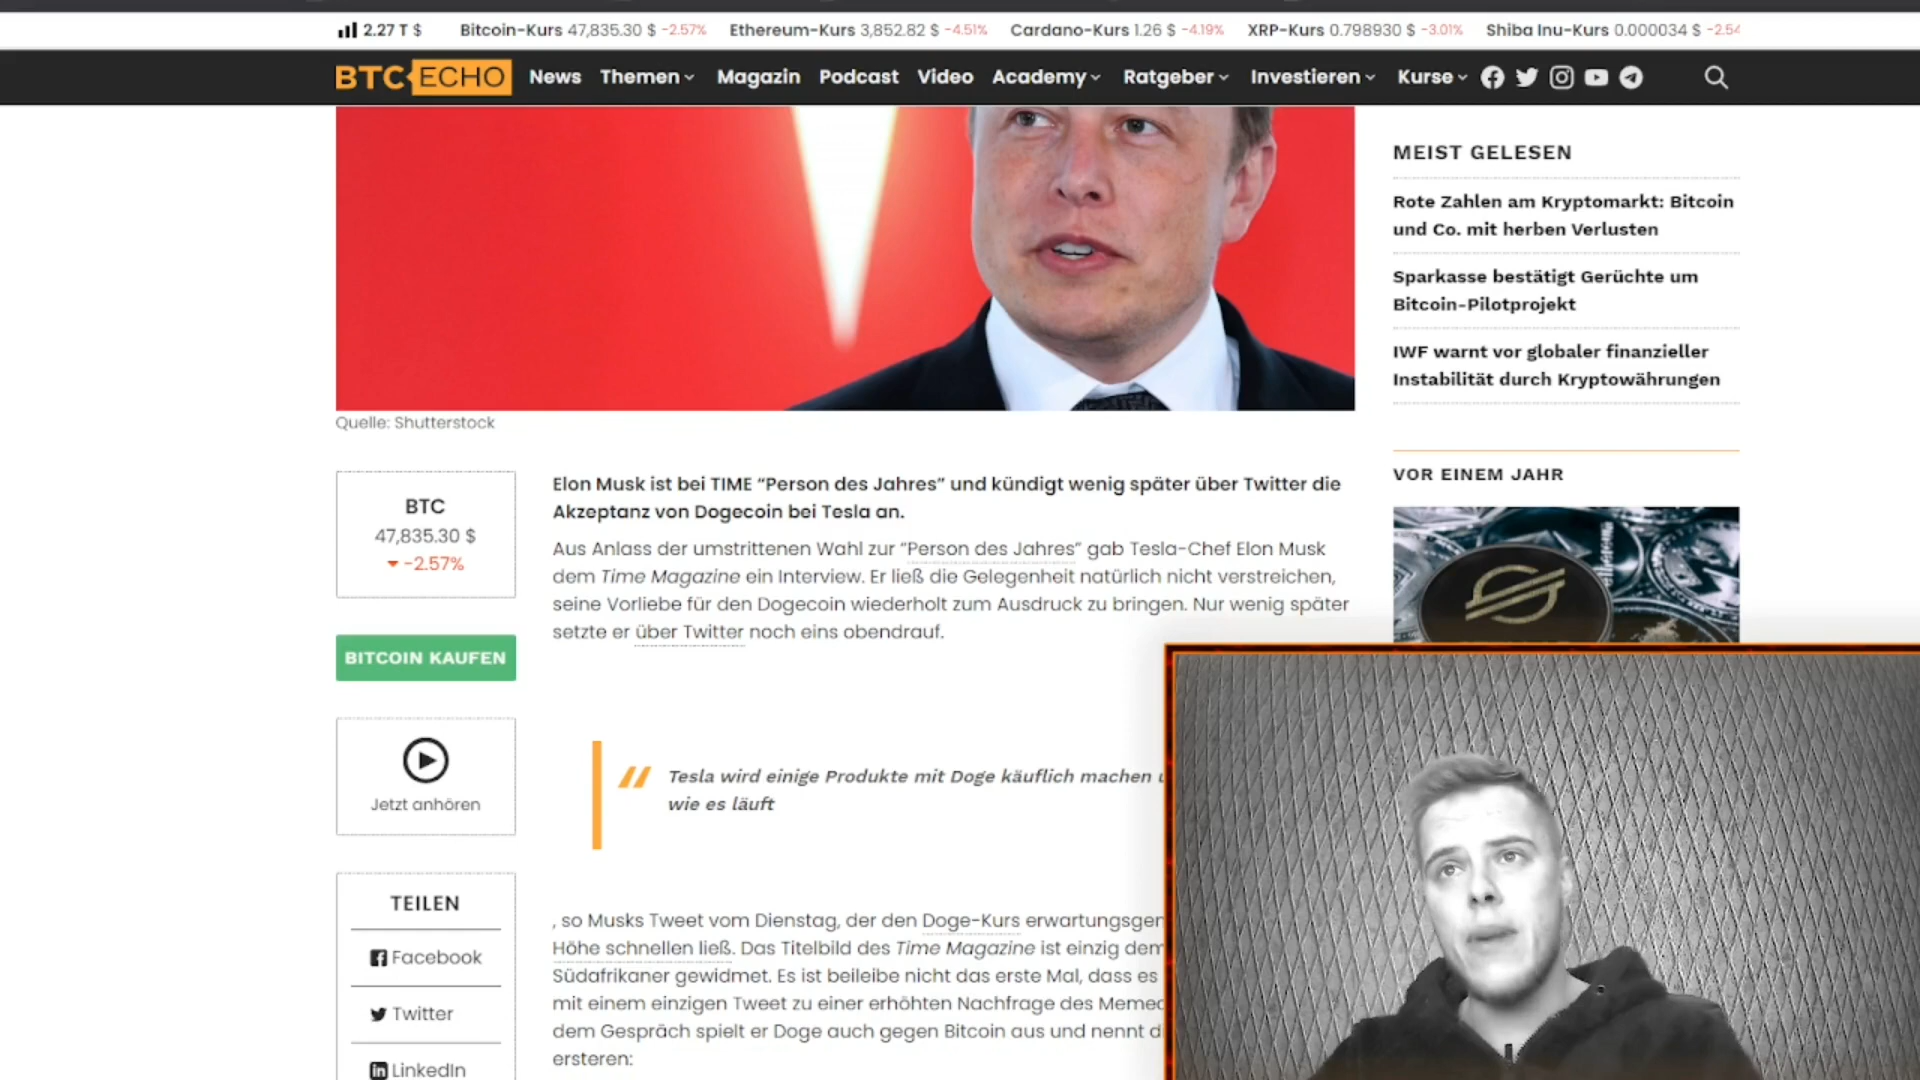 2.27 T $ Bitcoin-Kurs 47,835.30 $ -2.57% Ethereum-Kurs 3,852.82 $ -4.51% Cardano-Kurs 1.26 $ -4.19% XRP-Kurs 0.798930 $ -3.01% Shiba Inu-Kurs 0.000034 $ -2.54
BTC ECHO News Themen Magazin Podcast Video Academy Ratgeber Investieren Kurse
Quelle: Shutterstock
BTC
47,835.30 $
-2.57%
BITCOIN KAUFEN
Jetzt anhören
TEILEN
Facebook
Twitter
LinkedIn
Elon Musk ist bei TIME “Person des Jahres” und kündigt wenig später über Twitter die
Akzeptanz von Dogecoin bei Tesla an.
Aus Anlass der umstrittenen Wahl zur “Person des Jahres” gab Tesla-Chef Elon Musk
dem Time Magazine ein Interview. Er ließ die Gelegenheit natürlich nicht verstreichen,
seine Vorliebe für den Dogecoin wiederholt zum Ausdruck zu bringen. Nur wenig später
setzte er über Twitter noch eins obendrauf.
Tesla wird einige Produkte mit Doge käuflich machen
wie es läuft
, so Musks Tweet vom Dienstag, der den Doge-Kurs erwartungsger
Höhe schnellen ließ. Das Titelbild des Time Magazine ist einzig dem
Südafrikaner gewidmet. Es ist beileibe nicht das erste Mal, dass es
mit einem einzigen Tweet zu einer erhöhten Nachfrage des Memec
dem Gespräch spielt er Doge auch gegen Bitcoin aus und nennt d
ersteren:
MEIST GELESEN
Rote Zahlen am Kryptomarkt: Bitcoin
und Co. mit herben Verlusten
Sparkasse bestätigt Gerüchte um
Bitcoin-Pilotprojekt
IWF warnt vor globaler finanzieller
Instabilität durch Kryptowährungen
VOR EINEM JAHR